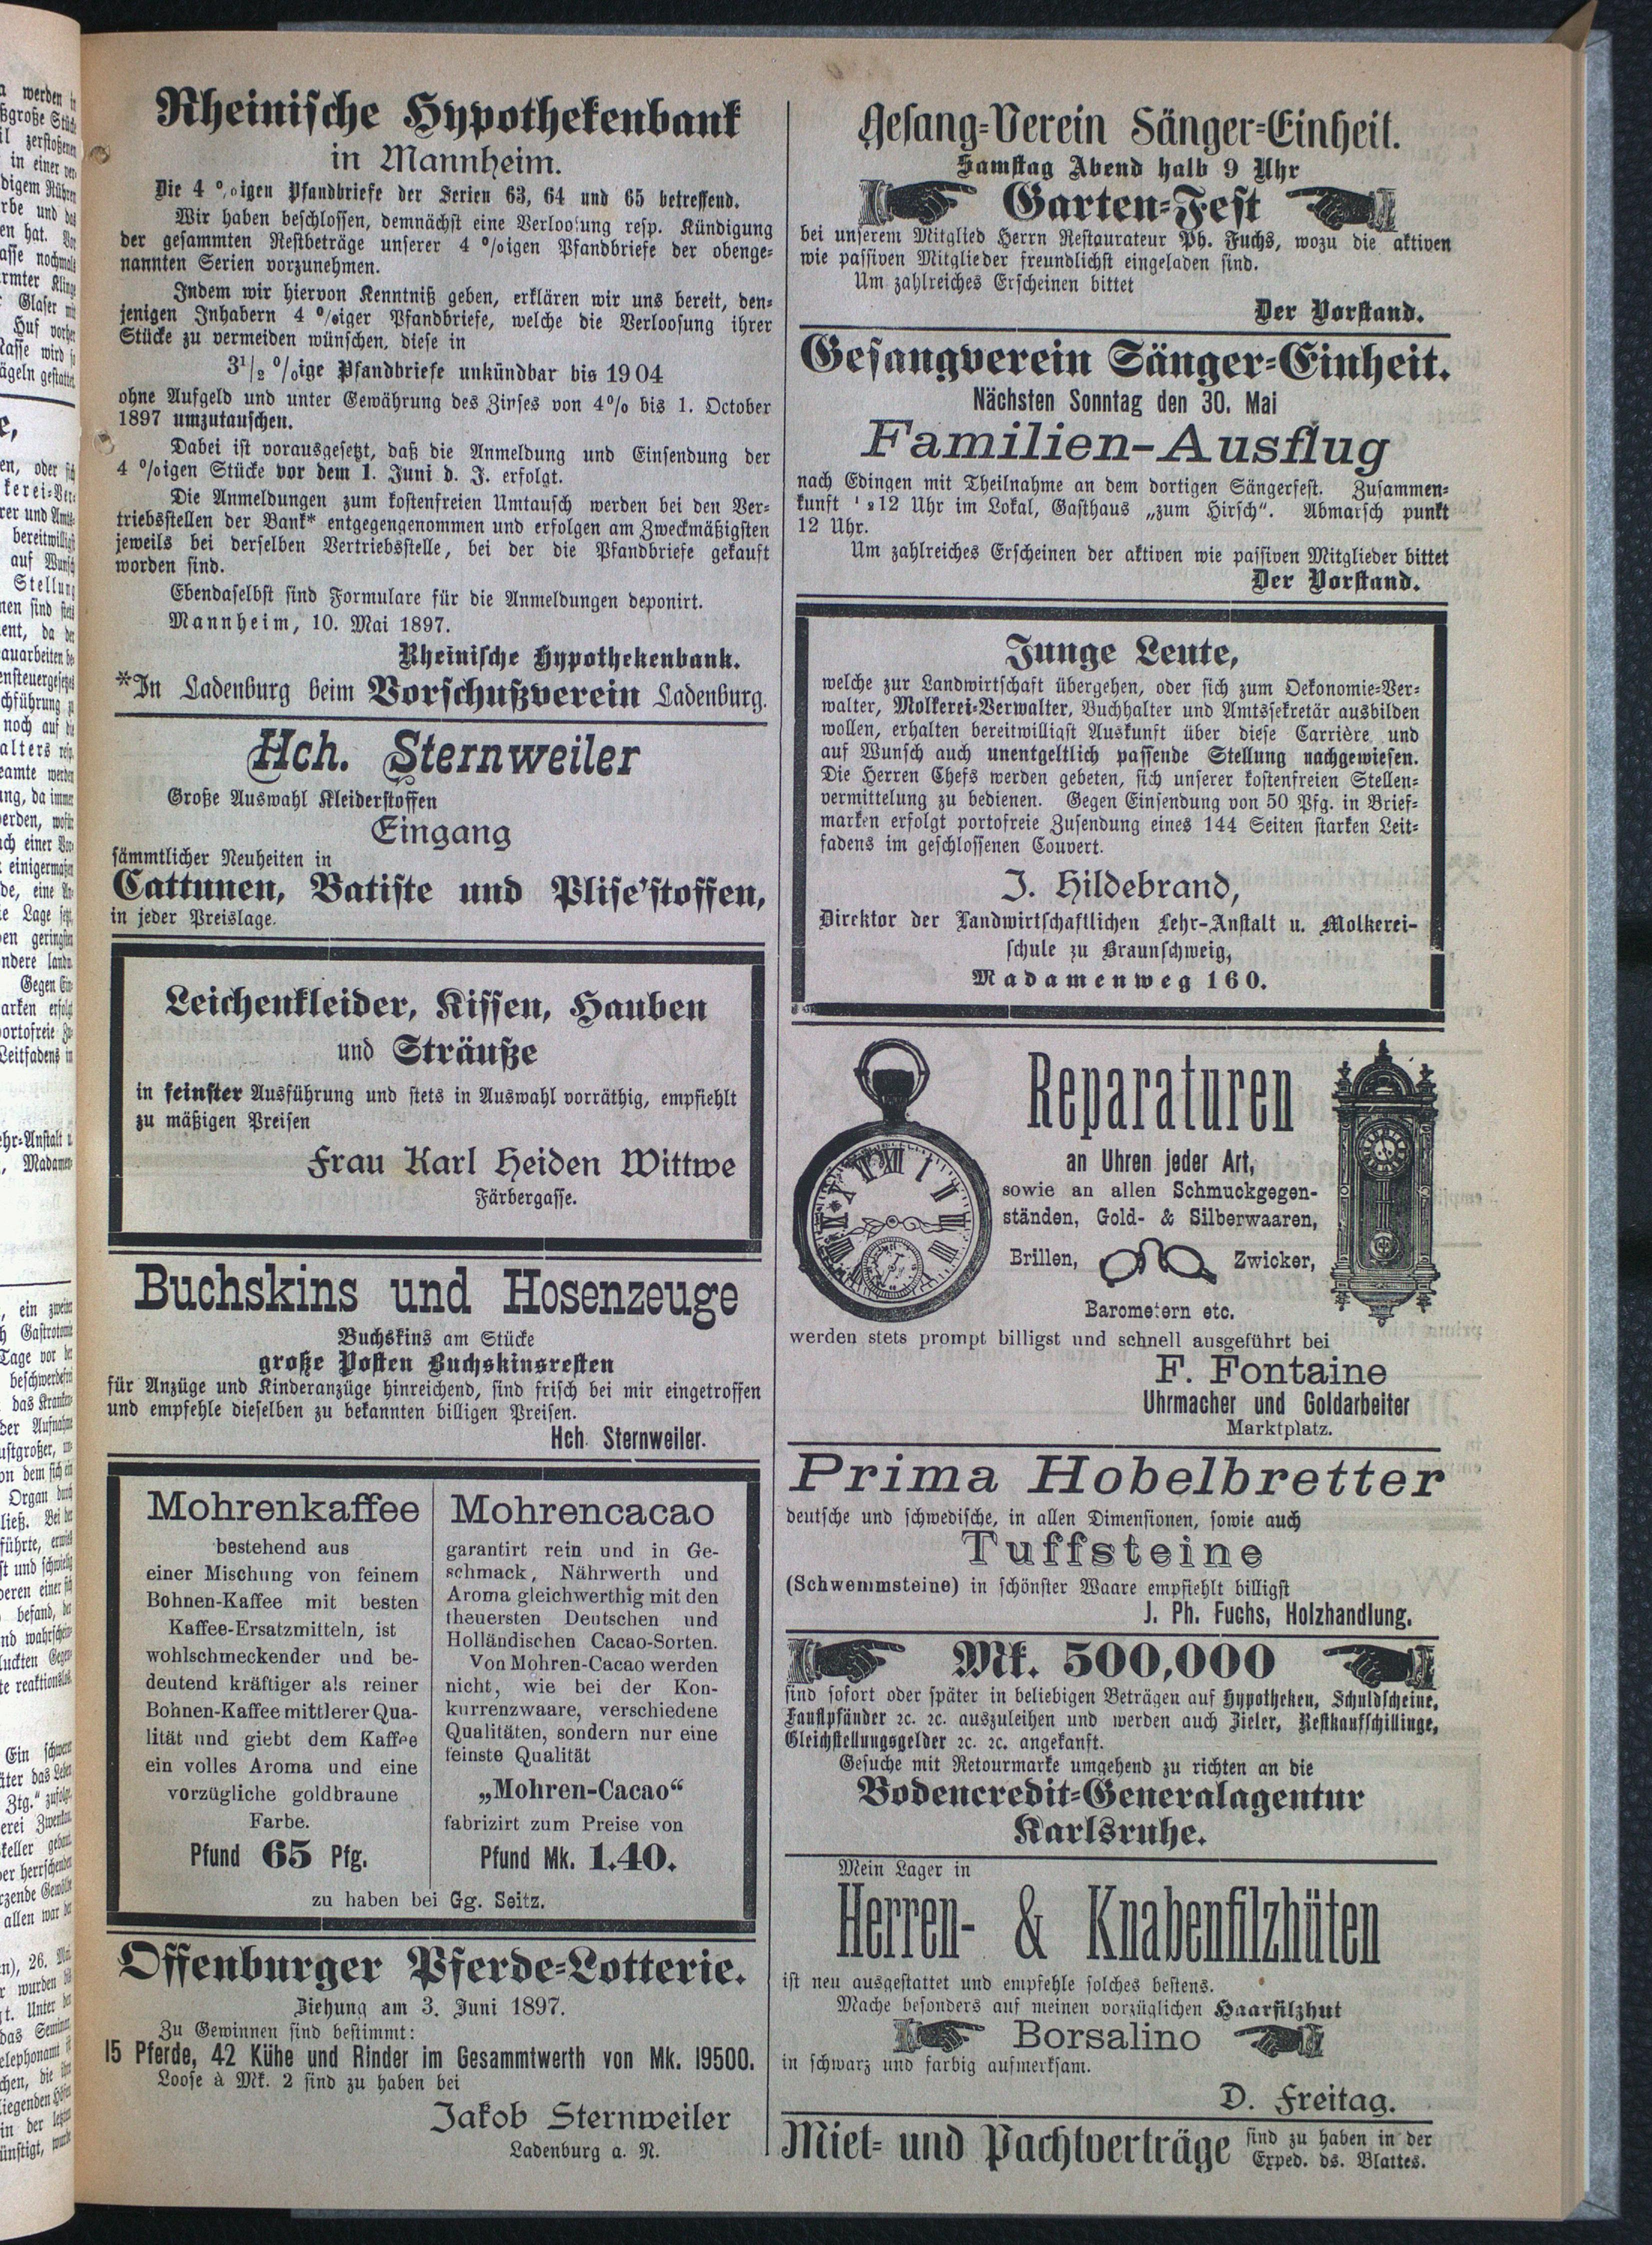 Rheinische Hypothekenbank
in Mannheim.
Die 4 %igen Pfandbriefe der Serien 63, 64 und 65 betreffend.
Wir haben beschlossen, demnächst eine Verloosung resp. Kündigung
der gesammten Restbeträge unserer 4 %igen Pfandbriefe der obenge-
nannten Serien vorzunehmen.
Indem wir hiervon Kenntniß geben, erklären wir uns bereit, den-
jenigen Inhabern 4 %iger Pfandbriefe, welche die Verloosung ihrer
Stücke zu vermeiden wünschen, diese in
3½ %ige Pfandbriefe unkündbar bis 1904
ohne Aufgeld und unter Gewährung des Zinses von 4% bis 1. October
1897 umzutauschen.
Dabei ist vorausgesetzt, daß die Anmeldung und Einsendung der
4 %igen Stücke vor dem 1. Juni d. J. erfolgt.
Die Anmeldungen zum kostenfreien Umtausch werden bei den Ver-
triebsstellen der Bank* entgegengenommen und erfolgen am Zweckmäßigsten
jeweils bei derselben Vertriebsstelle, bei der die Pfandbriefe gekauft
worden sind.
Ebendaselbst sind Formulare für die Anmeldungen deponirt.
Mannheim, 10. Mai 1897.
Rheinische Hypothekenbank.
*In Ladenburg beim Vorschußverein Ladenburg.
Hch. Sternweiler
Große Auswahl Kleiderstoffen
Eingang
sämmtlicher Neuheiten in
Cattunen, Batiste und Plise'stoffen,
in jeder Preislage.
Leichenkleider, Kissen, Hauben
und Sträuße
in feinster Ausführung und stets in Auswahl vorräthig, empfiehlt
zu mäßigen Preisen
Frau Karl Heiden Wittwe
Färbergasse.
Buchskins und Hosenzeuge
Buchskins am Stücke
große Posten Buchskinsresten
für Anzüge und Kinderanzüge hinreichend, sind frisch bei mir eingetroffen
und empfehle dieselben zu bekannten billigen Preisen.
Hch. Sternweiler.
Mohrenkaffee
bestehend aus
einer Mischung von feinem
Bohnen-Kaffee mit besten
Kaffee-Ersatzmitteln, ist
wohlschmeckender und be-
deutend kräftiger als reiner
Bohnen-Kaffee mittlerer Qua-
lität und giebt dem Kaffee
ein volles Aroma und eine
vorzügliche goldbraune
Farbe.
Pfund 65 Pfg.
Mohrencacao
garantirt rein und in Ge-
schmack, Nährwerth und
Aroma gleichwerthig mit den
theuersten Deutschen und
Holländischen Cacao-Sorten.
Von Mohren-Cacao werden
nicht, wie bei der Kon-
kurrenzwaare, verschiedene
Qualitäten, sondern nur eine
feinste Qualität
„Mohren-Cacao“
fabrizirt zum Preise von
Pfund Mk. 1.40.
zu haben bei Gg. Seitz.
Offenburger Pferde-Lotterie.
Ziehung am 3. Juni 1897.
Zu Gewinnen sind bestimmt:
15 Pferde, 42 Kühe und Rinder im Gesammtwerth von Mk. 19500.
Loose à Mk. 2 sind zu haben bei
Jakob Sternweiler
Ladenburg a. N.
Gesang-Verein Sänger-Einheit.
Samstag Abend halb 9 Uhr
Garten-Fest
bei unserem Mitglied Herrn Restaurateur Ph. Fuchs, wozu die aktiven
wie passiven Mitglieder freundlichst eingeladen sind.
Um zahlreiches Erscheinen bittet
Der Vorstand.
Gesangverein Sänger-Einheit.
Nächsten Sonntag den 30. Mai
Familien-Ausflug
nach Edingen mit Theilnahme an dem dortigen Sängerfest. Zusammen-
kunft ½12 Uhr im Lokal, Gasthaus „zum Hirsch“. Abmarsch punkt
12 Uhr.
Um zahlreiches Erscheinen der aktiven wie passiven Mitglieder bittet
Der Vorstand.
Junge Leute,
welche zur Landwirtschaft übergehen, oder sich zum Oekonomie-Ver-
walter, Molkerei-Verwalter, Buchhalter und Amtssekretär ausbilden
wollen, erhalten bereitwilligst Auskunft über diese Carrière und
auf Wunsch auch unentgeltlich passende Stellung nachgewiesen.
Die Herren Chefs werden gebeten, sich unserer kostenfreien Stellen-
vermittelung zu bedienen. Gegen Einsendung von 50 Pfg. in Brief-
marken erfolgt portofreie Zusendung eines 144 Seiten starken Leit-
fadens im geschlossenen Couvert.
J. Hildebrand,
Direktor der Landwirtschaftlichen Lehr-Anstalt u. Molkerei-
schule zu Braunschweig,
Madamenweg 160.
Reparaturen
an Uhren jeder Art,
sowie an allen Schmuckgegen-
ständen, Gold- & Silberwaaren,
Brillen, Zwicker,
Barometern etc.
werden stets prompt billigst und schnell ausgeführt bei
F. Fontaine
Uhrmacher und Goldarbeiter
Marktplatz.
Prima Hobelbretter
deutsche und schwedische, in allen Dimensionen, sowie auch
Tuffsteine
(Schwemmsteine) in schönster Waare empfiehlt billigst
J. Ph. Fuchs, Holzhandlung.
Mk. 500,000
sind sofort oder später in beliebigen Beträgen auf Hypotheken, Schuldscheine,
Faustpfänder ꝛc. ꝛc. auszuleihen und werden auch Zieler, Restkaufschillinge,
Gleichstellungsgelder ꝛc. ꝛc. angekauft.
Gesuche mit Retourmarke umgehend zu richten an die
Bodencredit-Generalagentur
Karlsruhe.
Mein Lager in
Herren- & Knabenfilzhüten
ist neu ausgestattet und empfehle solches bestens.
Mache besonders auf meinen vorzüglichen Haarfilzhut
Borsalino
in schwarz und farbig aufmerksam.
D. Freitag.
Miet- und Pachtverträge sind zu haben in der
Exped. ds. Blattes.